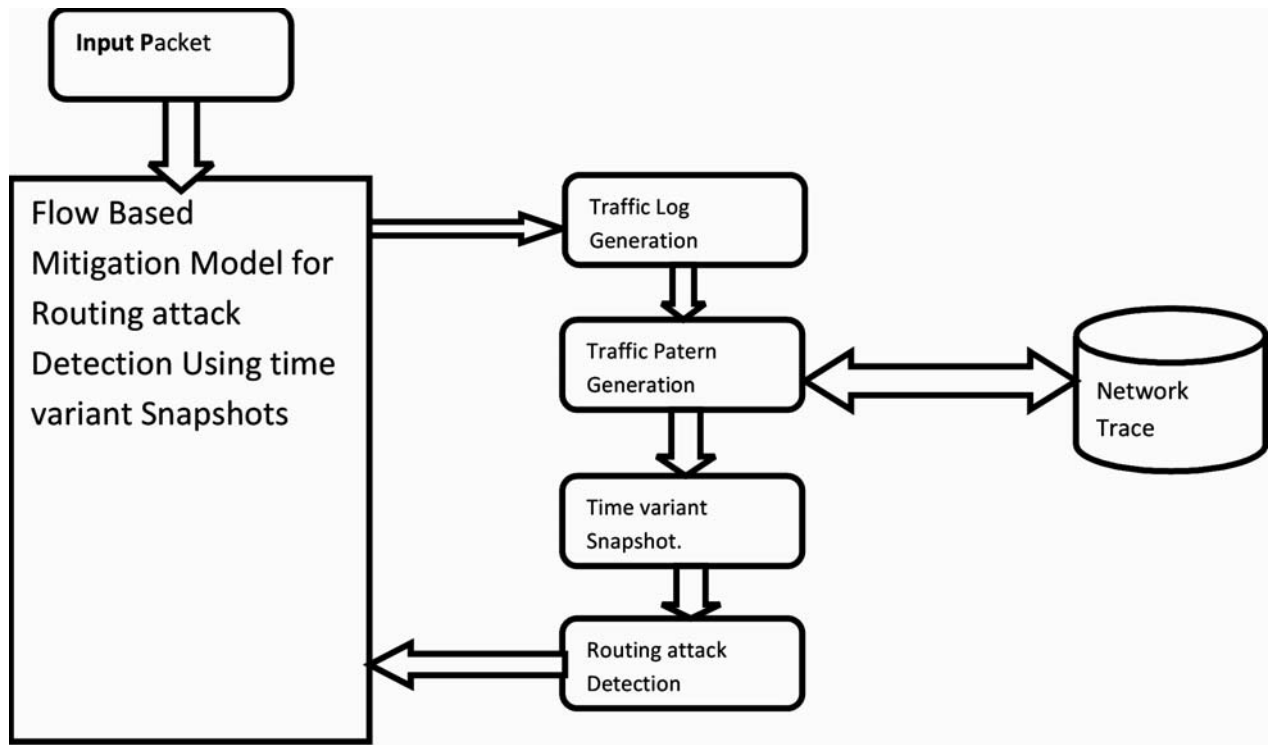 Input Packet
Flow Based
Mitigation Model for
Routing attack
Detection Using time
variant Snapshots
Traffic Log
Generation
Traffic Patern
Generation
Network
Trace
Time variant
Snapshot.
Routing attack
Detection